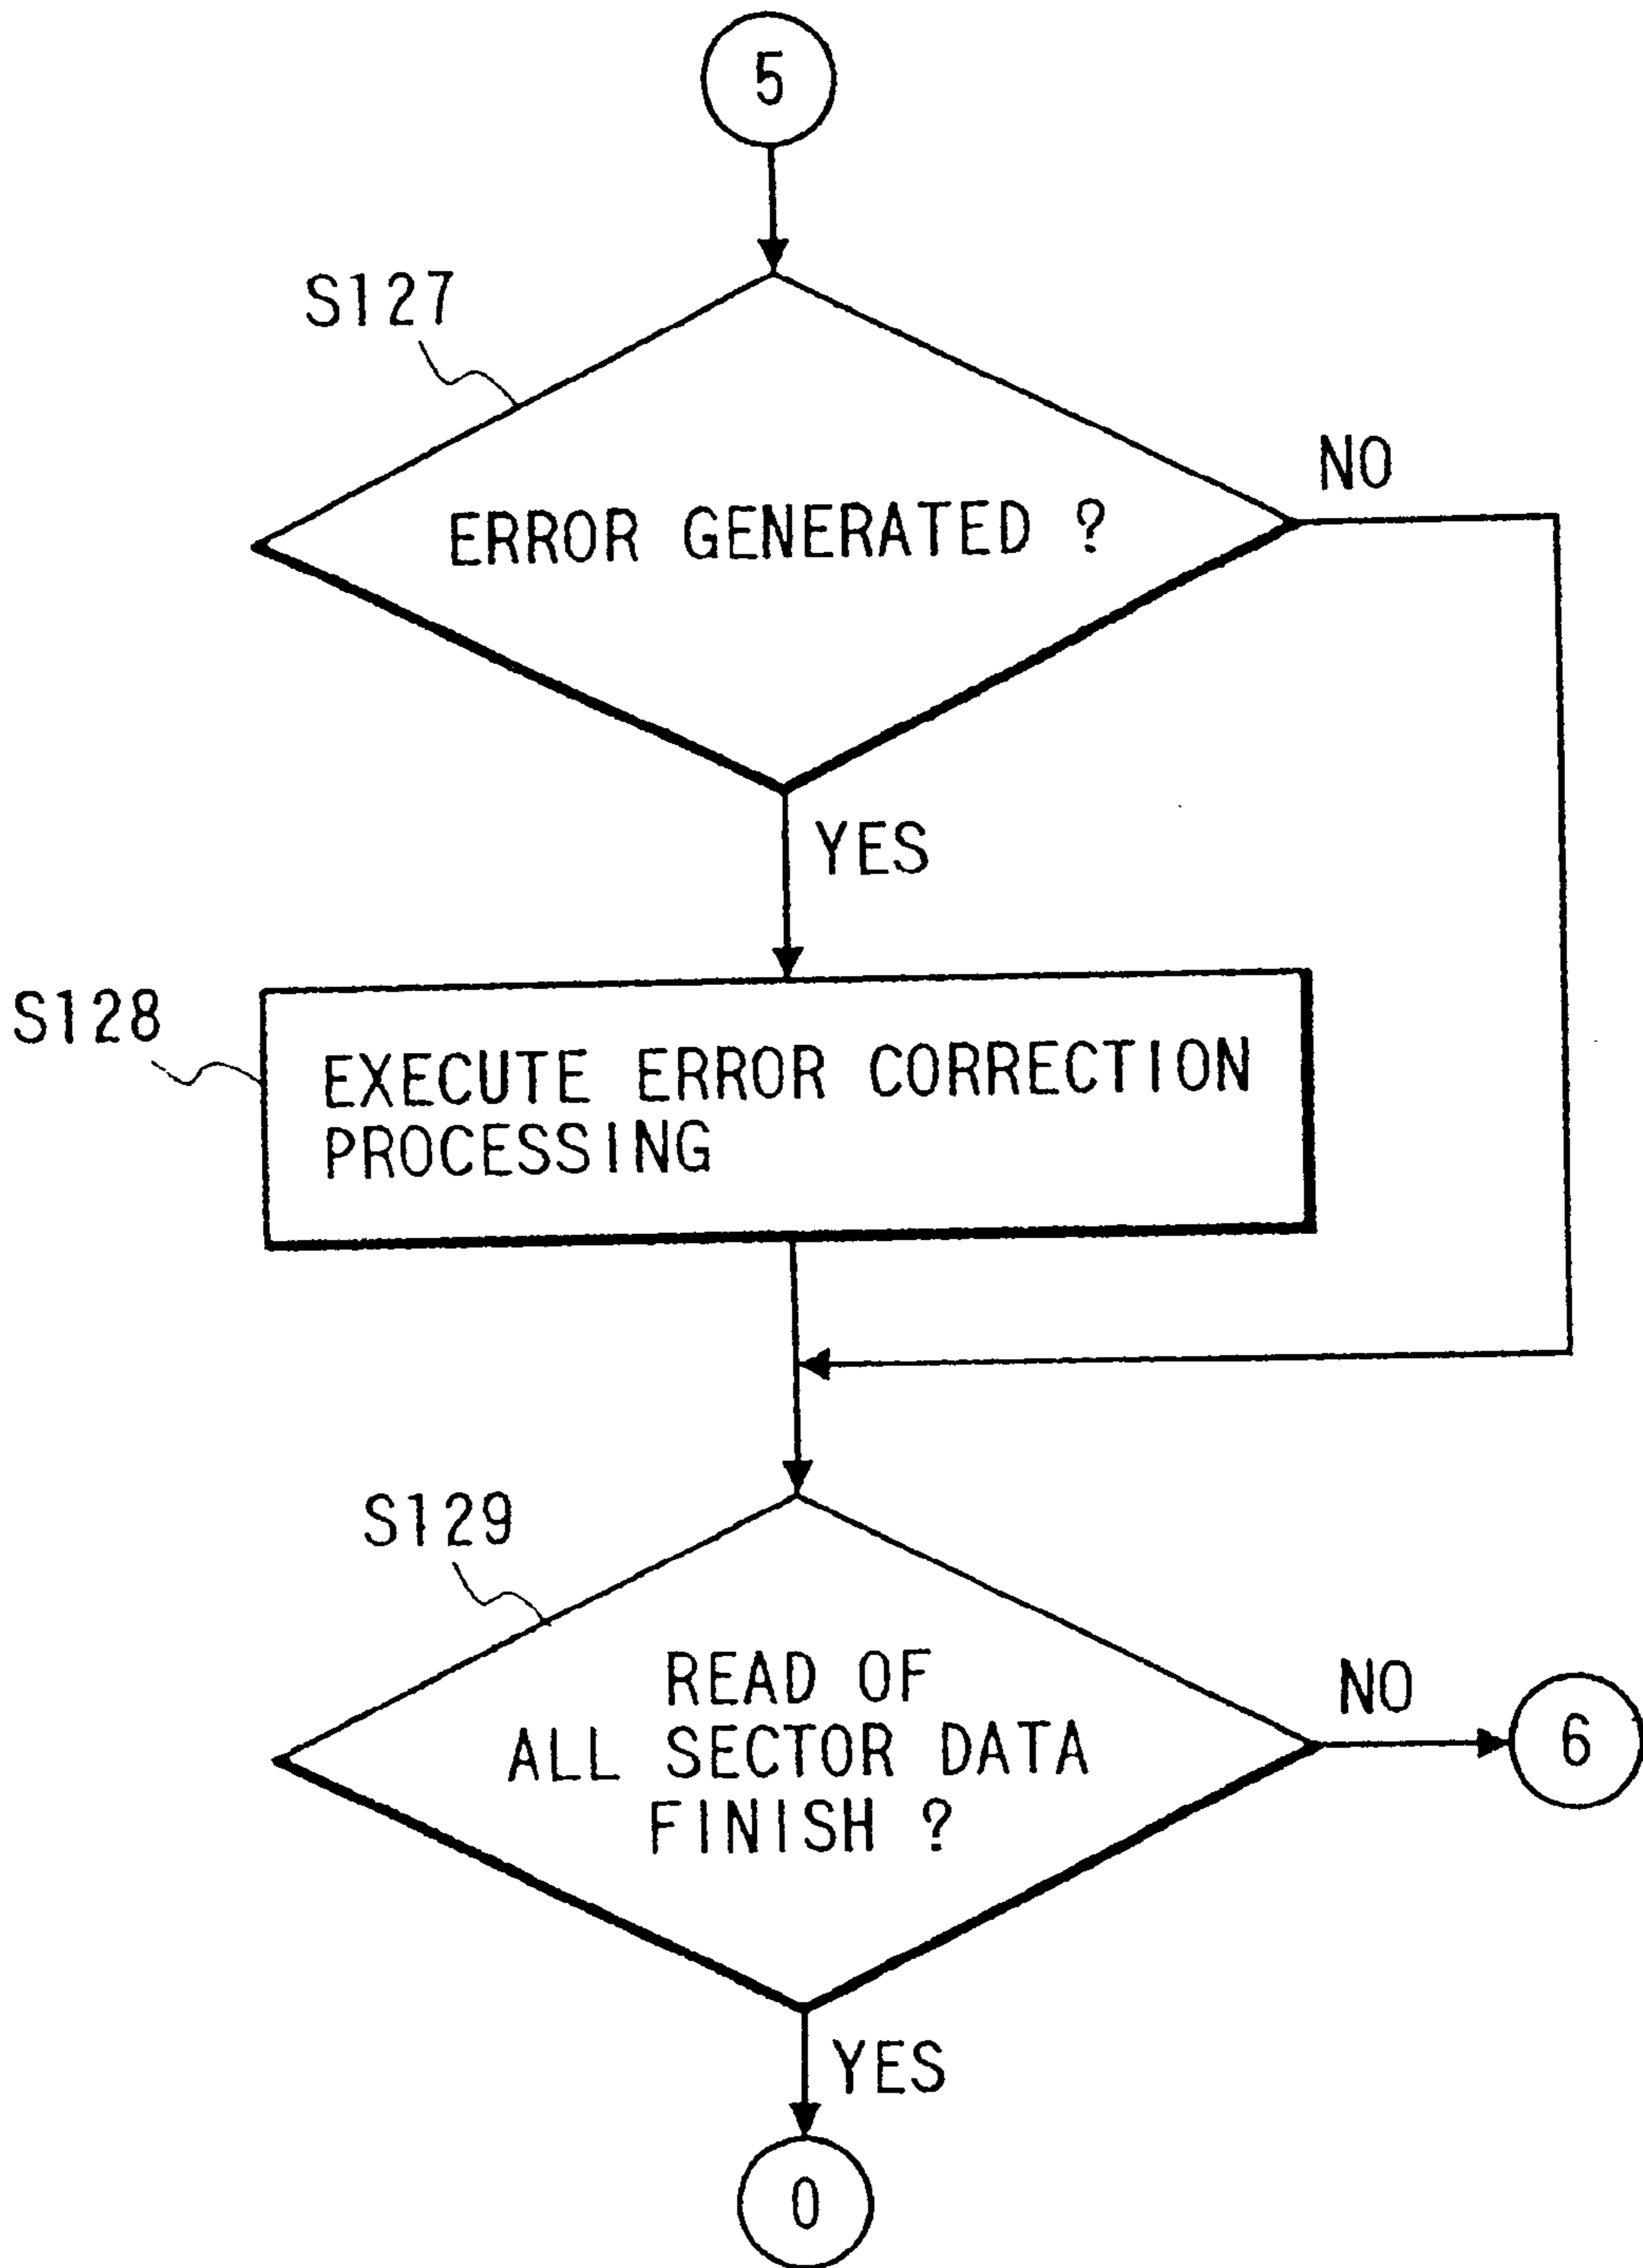 5
S127
NO
ERROR GENERATED ?
YES
S128
EXECUTE ERROR CORRECTION
PROCESSING
S129
READ OF
ALL SECTOR DATA
FINISH ?
NO
6
YES
0